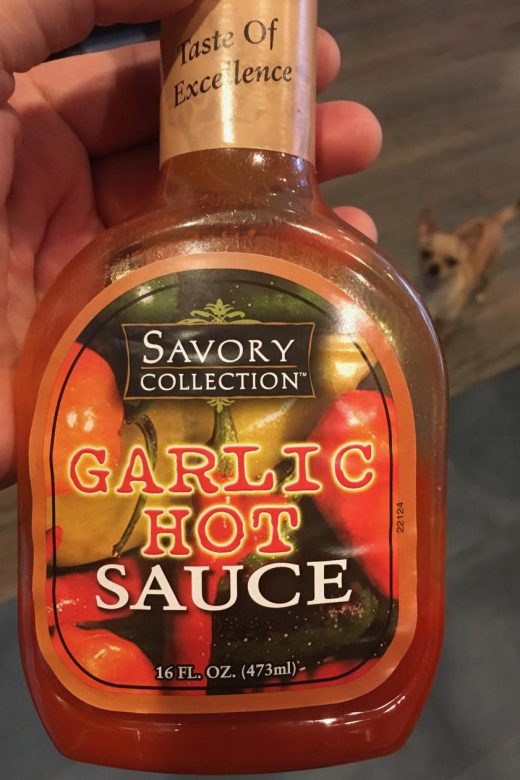 Taste Of
Excellence
SAVORY
COLLECTION™
GARLIC
HOT
SAUCE
22124
16 FL. OZ. (473ml)